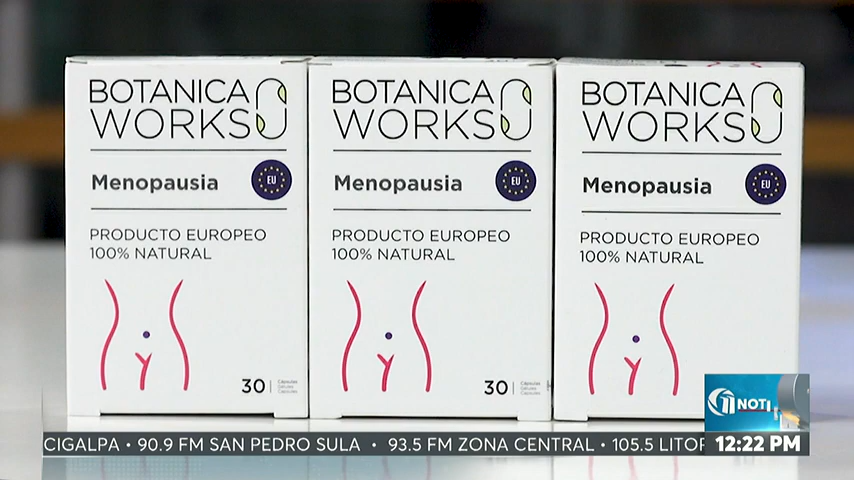 BOTANICA
WORKS
Menopausia
EU
PRODUCTO EUROPEO
100% NATURAL
30
BOTANICA
WORKS
Menopausia
EU
PRODUCTO EUROPEO
100% NATURAL
30
BOTANICA
WORKS
Menopausia
EU
PRODUCTO EUROPEO
100% NATURAL
11 NOTI
CIGALPA • 90.9 FM SAN PEDRO SULA • 93.5 FM ZONA CENTRAL • 105.5 LITOR
12:22 PM